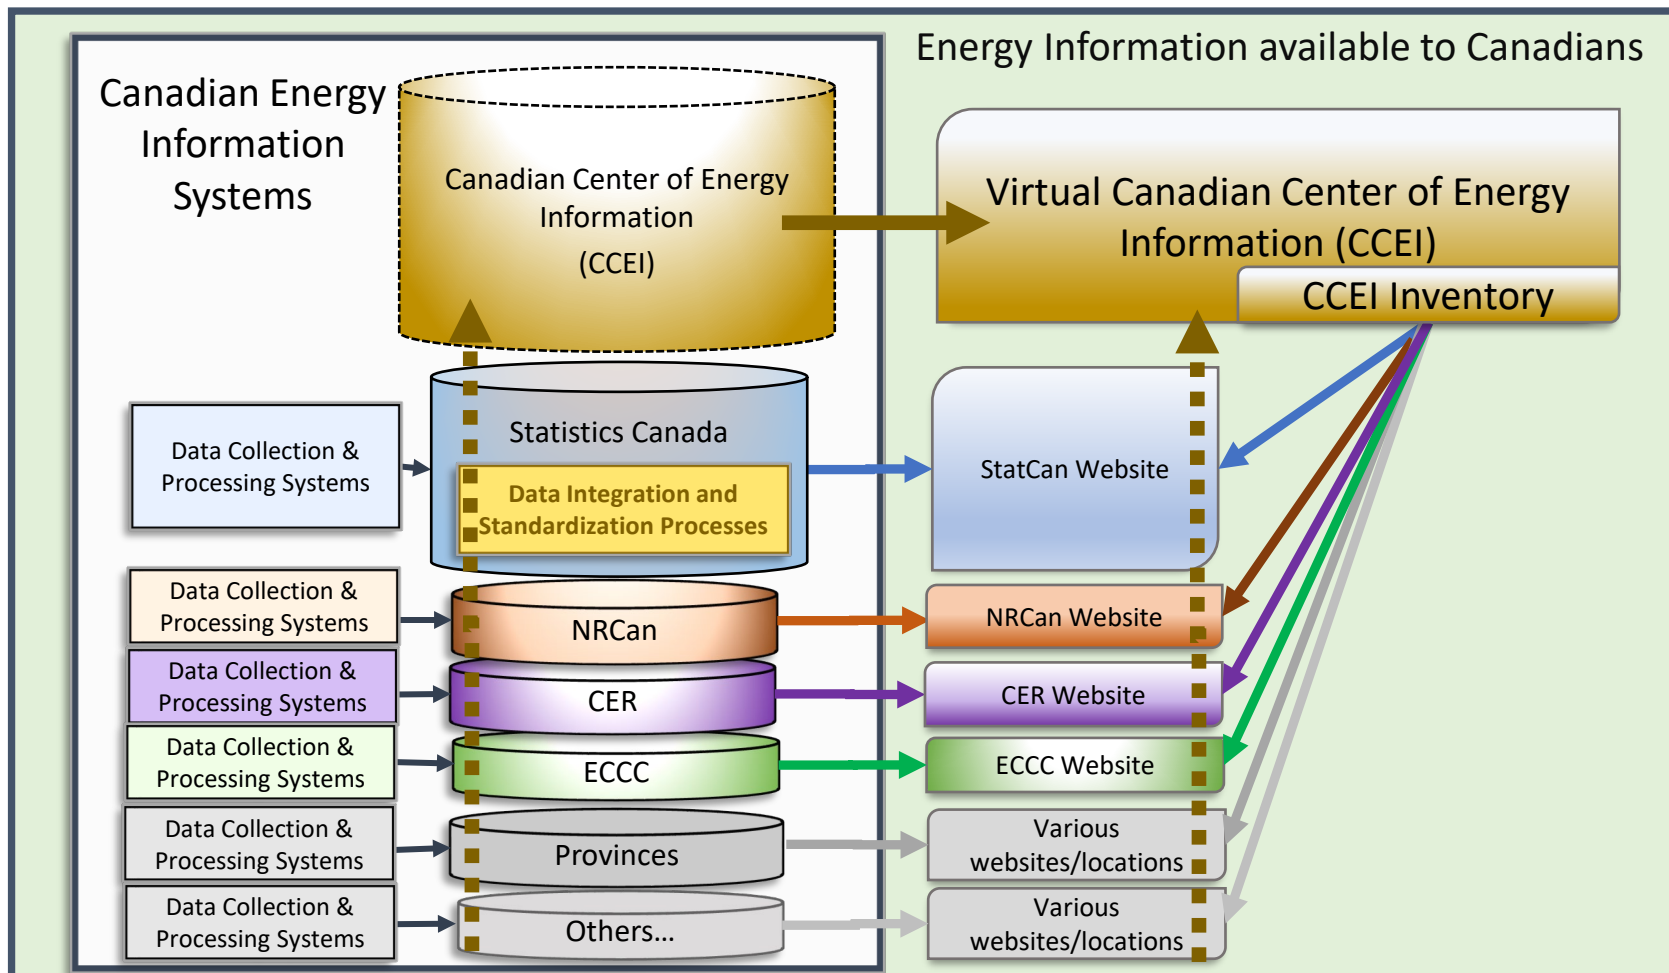 Energy Information available to Canadians
Canadian Energy
Information
Systems
Canadian Center of Energy
Information
(CCEI)
Virtual Canadian Center of Energy
Information (CCEI)
CCEI Inventory
Data Collection &
Processing Systems
Statistics Canada
Data Integration and
Standardization Processes
StatCan Website
Data Collection &
Processing Systems
NRCan
NRCan Website
Data Collection &
Processing Systems
CER
CER Website
Data Collection &
Processing Systems
ECCC
ECCC Website
Data Collection &
Processing Systems
Provinces
Various
websites/locations
Data Collection &
Processing Systems
Others...
Various
websites/locations